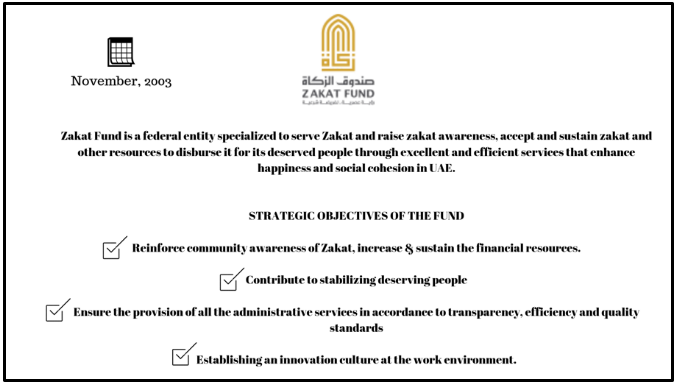 November, 2003
زكاة
صندوق الزكاة
ZAKAT FUND
Zakat Fund is a federal entity specialized to serve Zakat and raise zakat awareness, accept and sustain zakat and
other resources to disburse it for its deserved people through excellent and efficient services that enhance
happiness and social cohesion in UAE.
STRATEGIC OBJECTIVES OF THE FUND
Reinforce community awareness of Zakat, increase & sustain the financial resources.
Contribute to stabilizing deserving people
Ensure the provision of all the administrative services in accordance to transparency, efficiency and quality
standards
Establishing an innovation culture at the work environment.